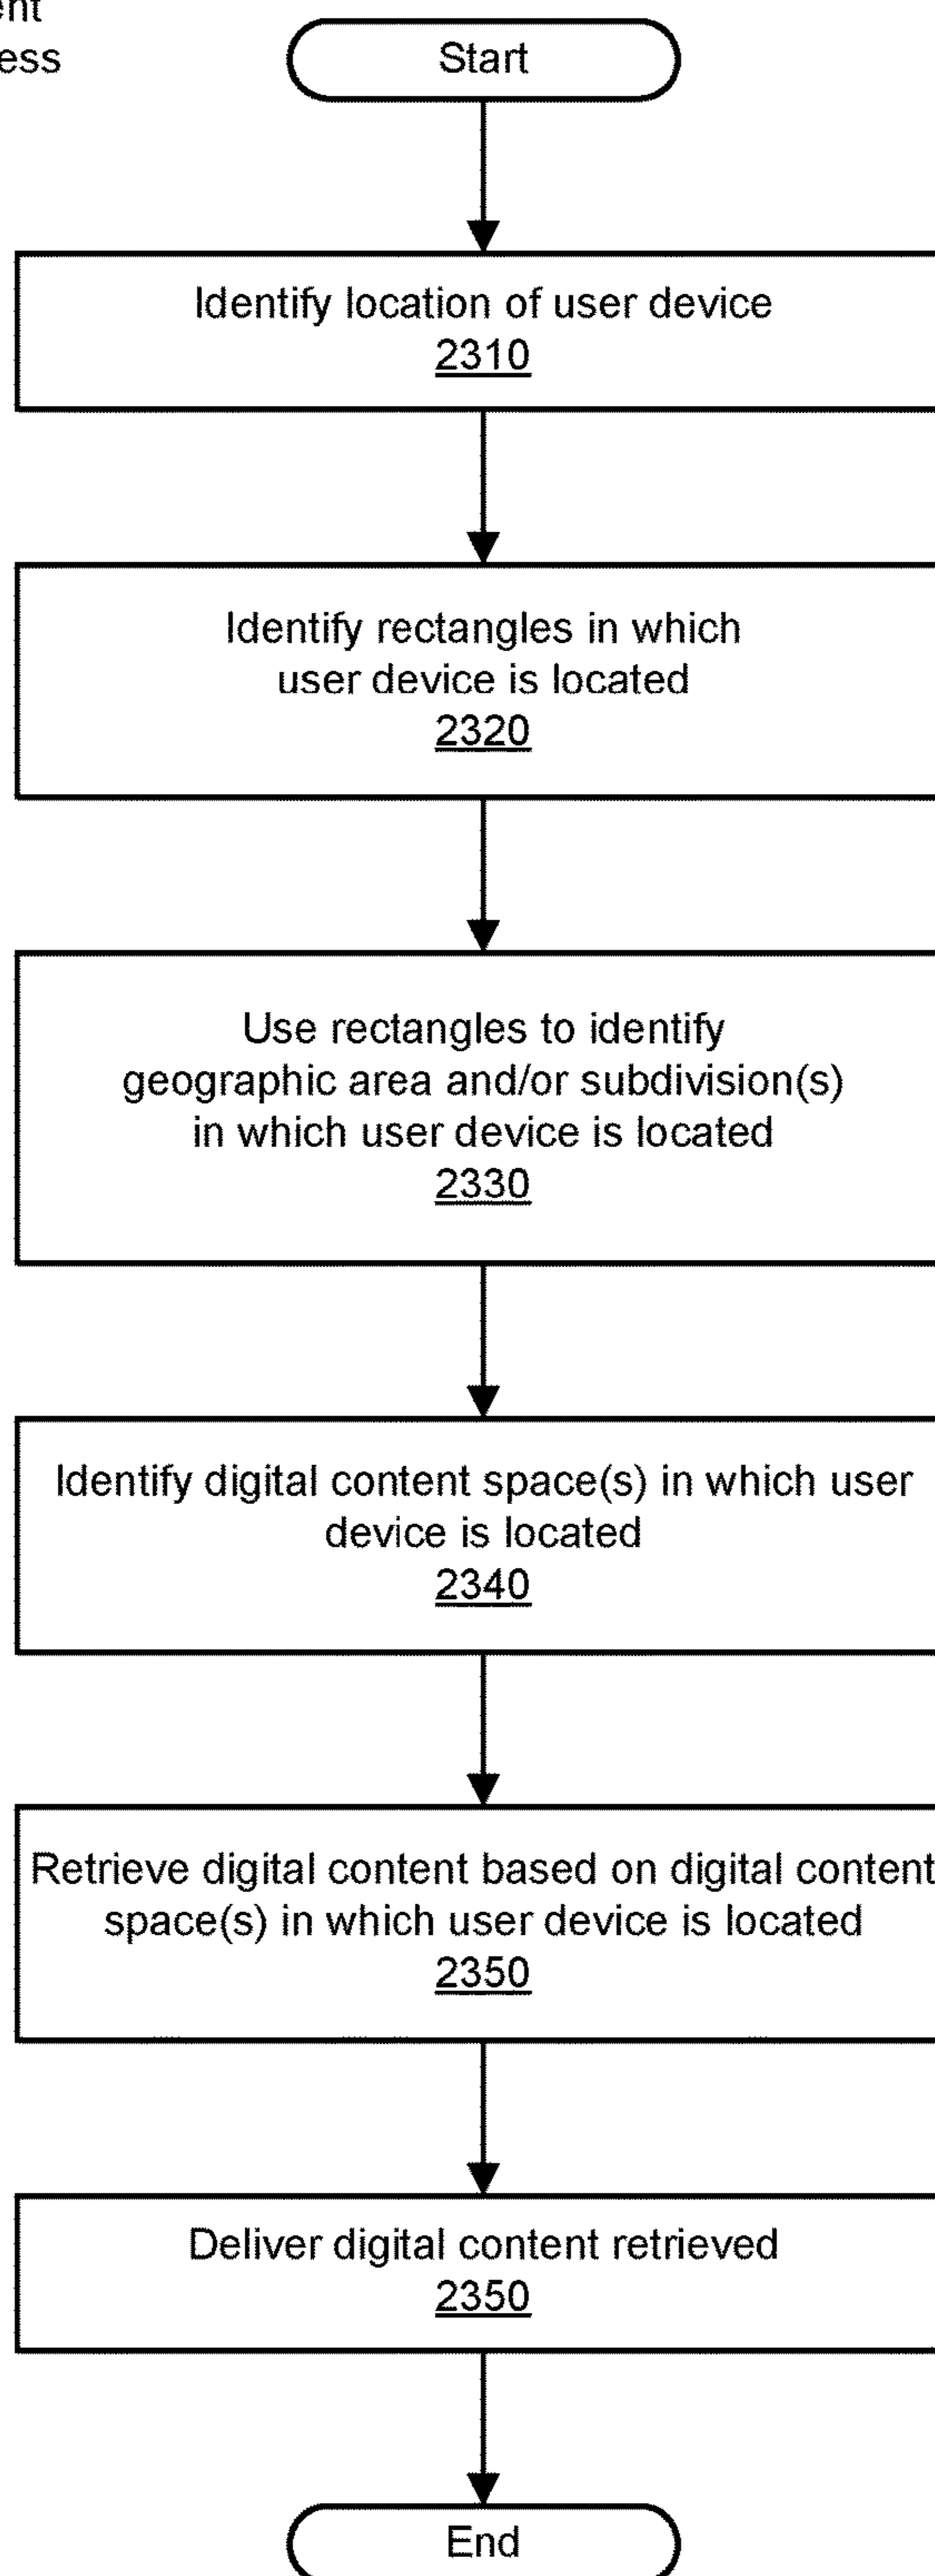 Start
Identify location of user device
2310
Identify rectangles in which
user device is located
2320
Use rectangles to identify
geographic area and/or subdivision(s)
in which user device is located
2330
Identify digital content space(s) in which user
device is located
2340
Retrieve digital content based on digital content
space(s) in which user device is located
2350
Deliver digital content retrieved
2350
End